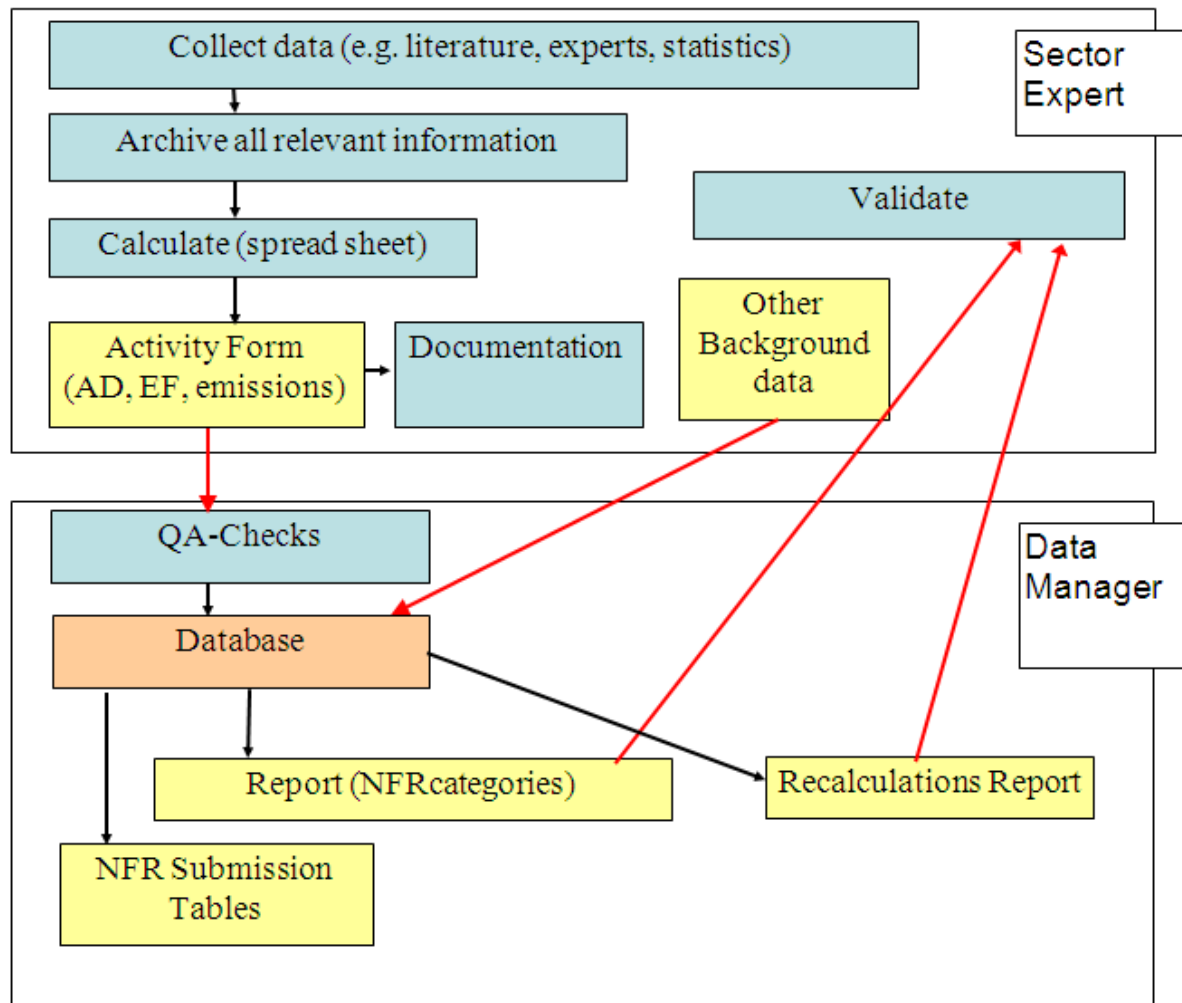 Collect data (e.g. literature, experts, statistics)
Sector
Expert
Archive all relevant information
Validate
Calculate (spread sheet)
Other
Background
data
Activity Form
(AD, EF, emissions)
Documentation
QA-Checks
Data
Manager
Database
Report (NFRcategories)
Recalculations Report
NFR Submission
Tables